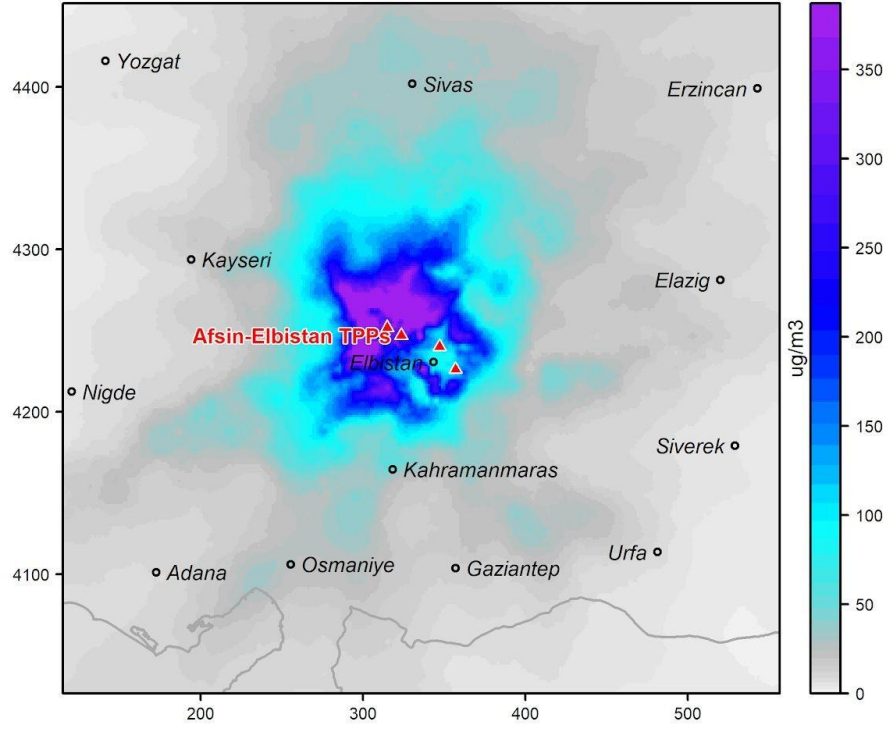 4400
4300
4200
4100
200
300
400
500
Yozgat
Sivas
Erzincan
Kayseri
Elazig
Afsin-Elbistan TPPs
Elbistan
Nigde
Siverek
Kahramanmaras
Urfa
Adana
Osmaniye
Gaziantep
ug/m3
350
300
250
200
150
100
50
0